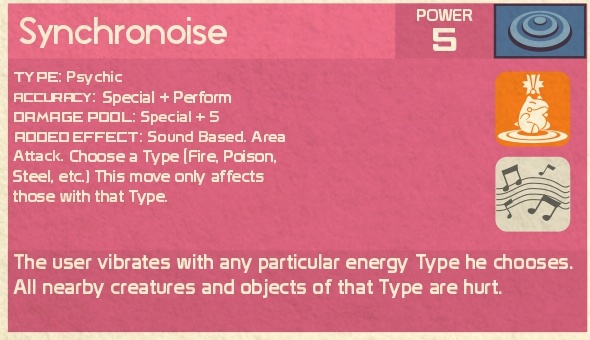 Synchronoise
POWER
5
TYPE: Psychic
ACCURACY: Special + Perform
DAMAGE POOL: Special + 5
ADDED EFFECT: Sound Based. Area
Attack. Choose a Type (Fire, Poison,
Steel, etc.) This move only affects
those with that Type.
The user vibrates with any particular energy Type he chooses.
All nearby creatures and objects of that Type are hurt.